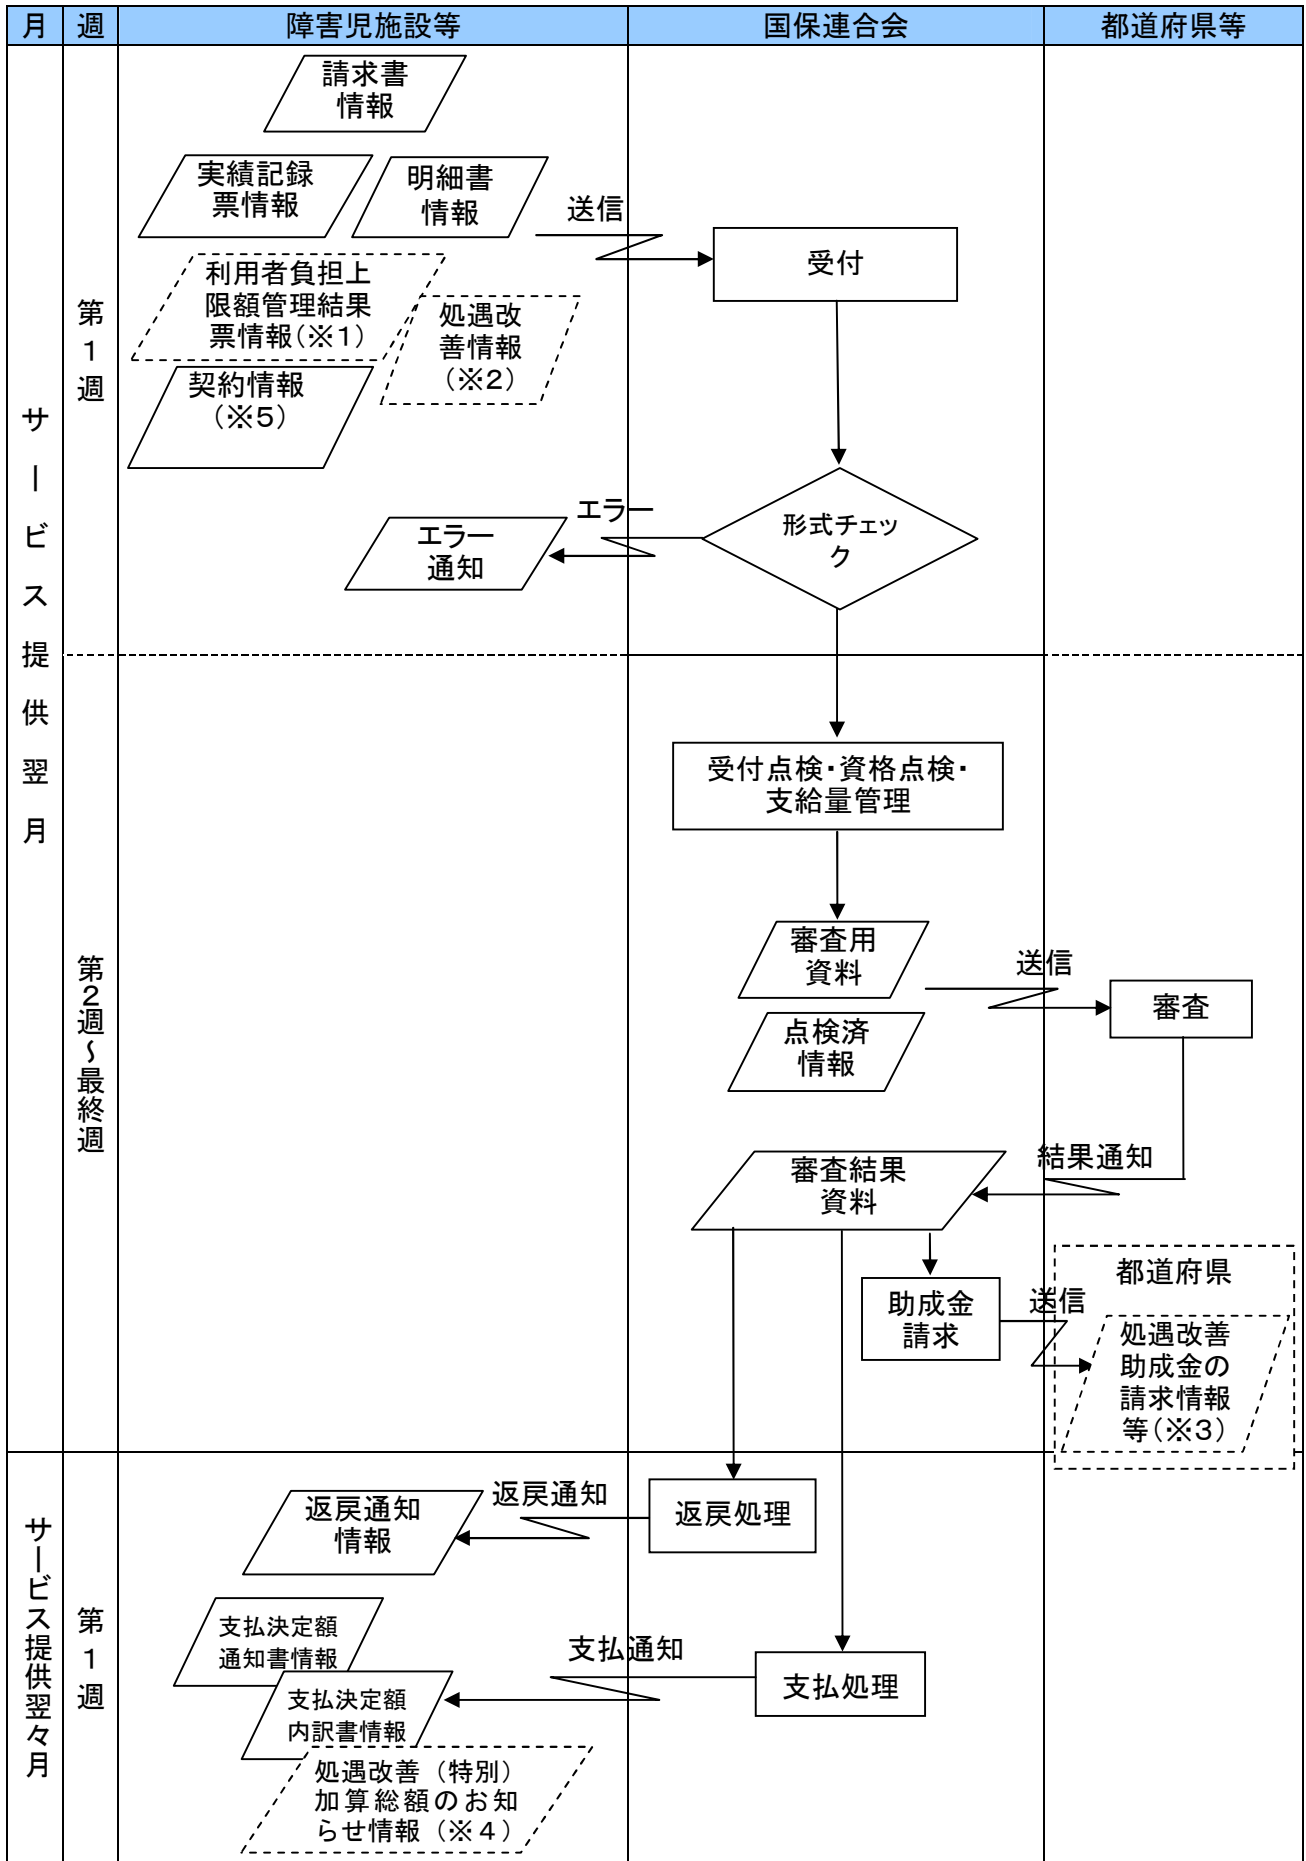 月
週
障害児施設等
国保連合会
都道府県等
サービス提供翌月
第1週
請求書
情報
実績記録
票情報
明細書
情報
送信
受付
利用者負担上
限額管理結果
票情報(※1)
処遇改
善情報
(※2)
契約情報
(※5)
エラー
形式チェッ
ク
エラー
通知
第2週~最終週
受付点検・資格点検・
支給量管理
審査用
資料
送信
審査
点検済
情報
結果通知
審査結果
資料
助成金
請求
送信
都道府県
処遇改善
助成金の
請求情報
等(※3)
サービス提供翌々月
第1週
返戻通知
情報
返戻通知
返戻処理
支払決定額
通知書情報
支払通知
支払処理
支払決定額
内訳書情報
処遇改善(特別)
加算総額のお知
らせ情報(※4)